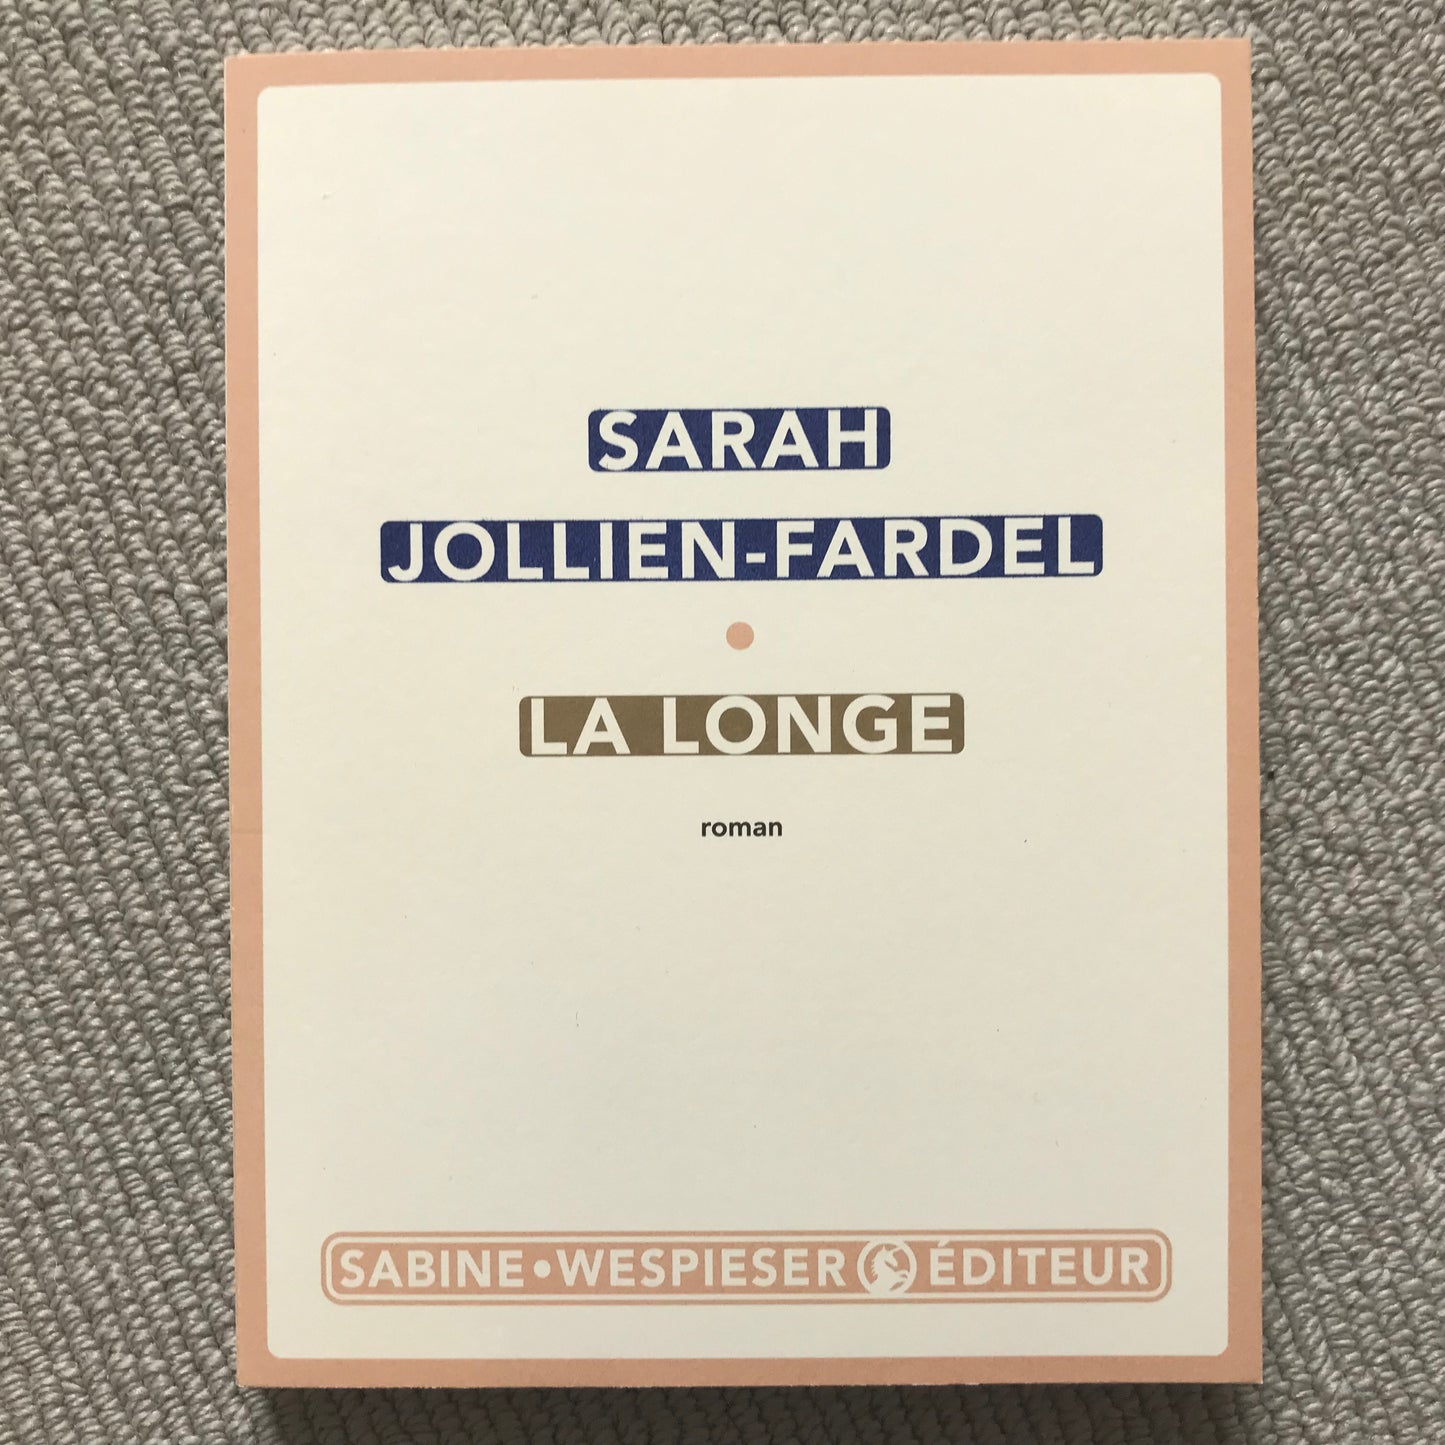 SARAH
JOLLIEN-FARDEL
LA LONGE
roman
SABINE•WESPIESER ÉDITEUR